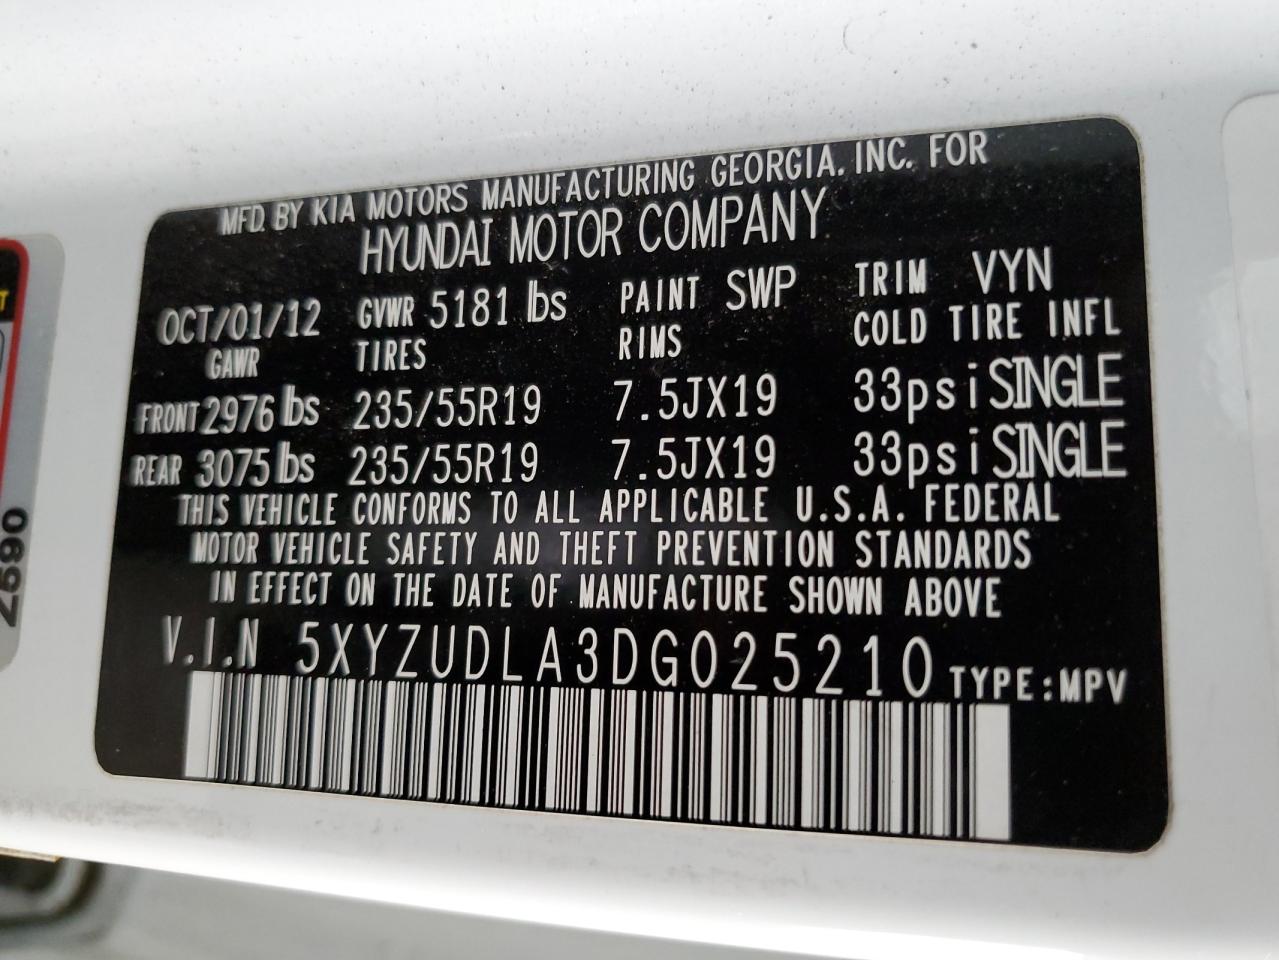 MFD. BY KIA MOTORS MANUFACTURING GEORGIA. INC. FOR
HYUNDAI MOTOR COMPANY
OCT/01/12 GVWR 5181 lbs PAINT SWP TRIM VYN
GAWR TIRES RIMS COLD TIRE INFL
FRONT 2976 lbs 235/55R19 7.5JX19 33psi SINGLE
REAR 3075 lbs 235/55R19 7.5JX19 33psi SINGLE
THIS VEHICLE CONFORMS TO ALL APPLICABLE U.S.A. FEDERAL
MOTOR VEHICLE SAFETY AND THEFT PREVENTION STANDARDS
IN EFFECT ON THE DATE OF MANUFACTURE SHOWN ABOVE
V.I.N 5XYZUDLA3DG025210 TYPE:MPV
2590